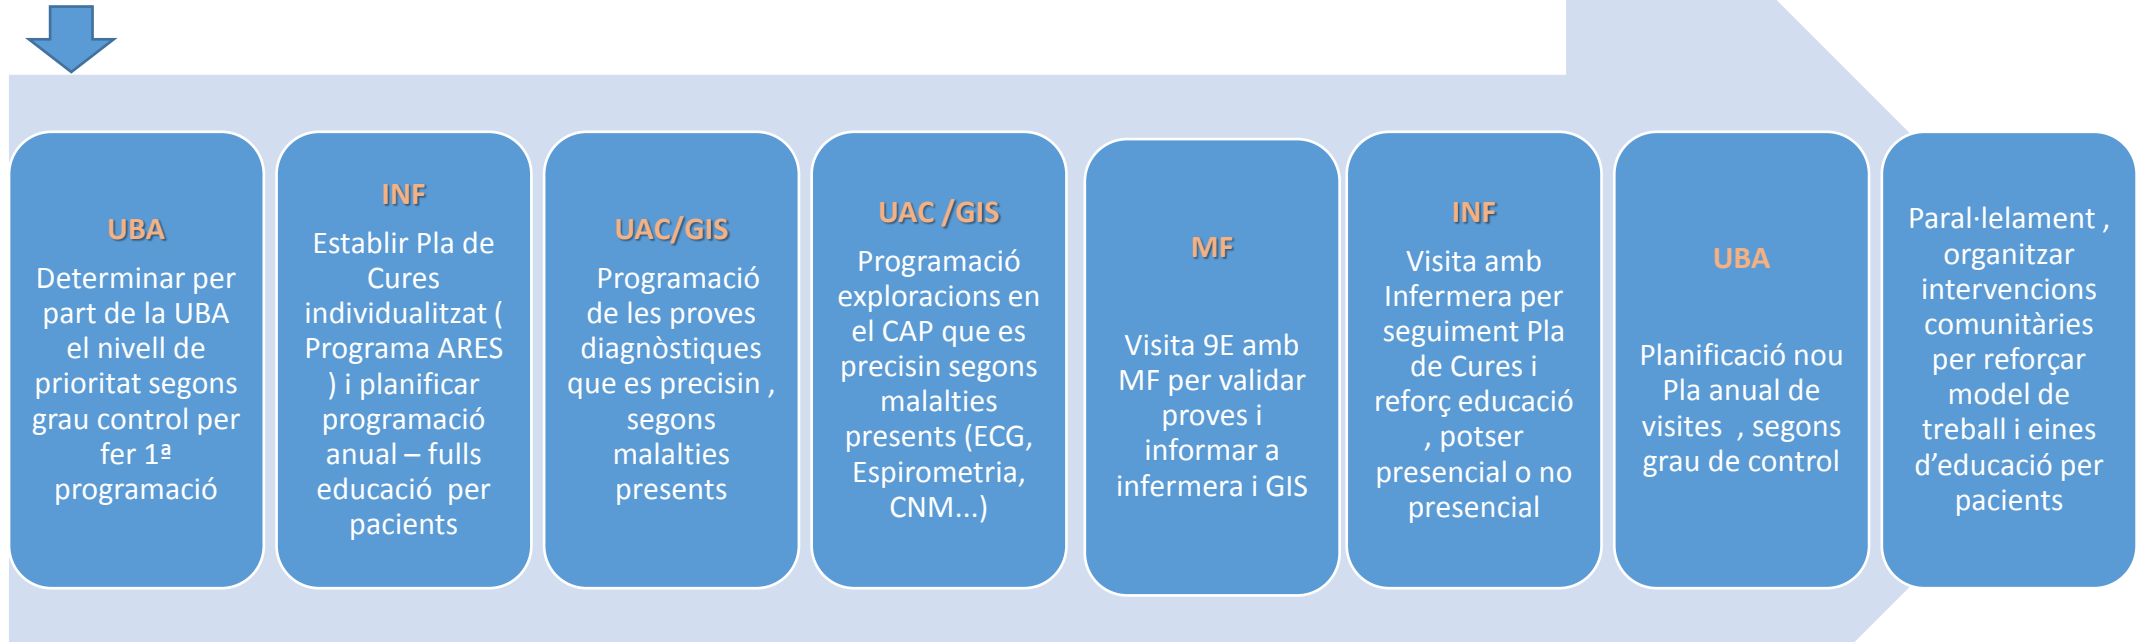 UBA
Determinar per
part de la UBA
el nivell de
prioritat segons
grau control per
fer 1ª
programació
INF
Establir Pla de
Cures
individualitzat (
Programa ARES
) i planificar
programació
anual – fulls
educació per
pacients
UAC/GIS
Programació
de les proves
diagnòstiques
que es precisin ,
segons
malalties
presents
UAC /GIS
Programació
exploracions en
el CAP que es
precisin segons
malalties
presents (ECG,
Espirometria,
CNM...)
MF
Visita 9E amb
MF per validar
proves i
informar a
infermera i GIS
INF
Visita amb
Infermera per
seguiment Pla
de Cures i
reforç educació
, potser
presencial o no
presencial
UBA
Planificació nou
Pla anual de
visites , segons
grau de control
Paral·lelament ,
organitzar
intervencions
comunitàries
per reforçar
model de
treball i eines
d’educació per
pacients